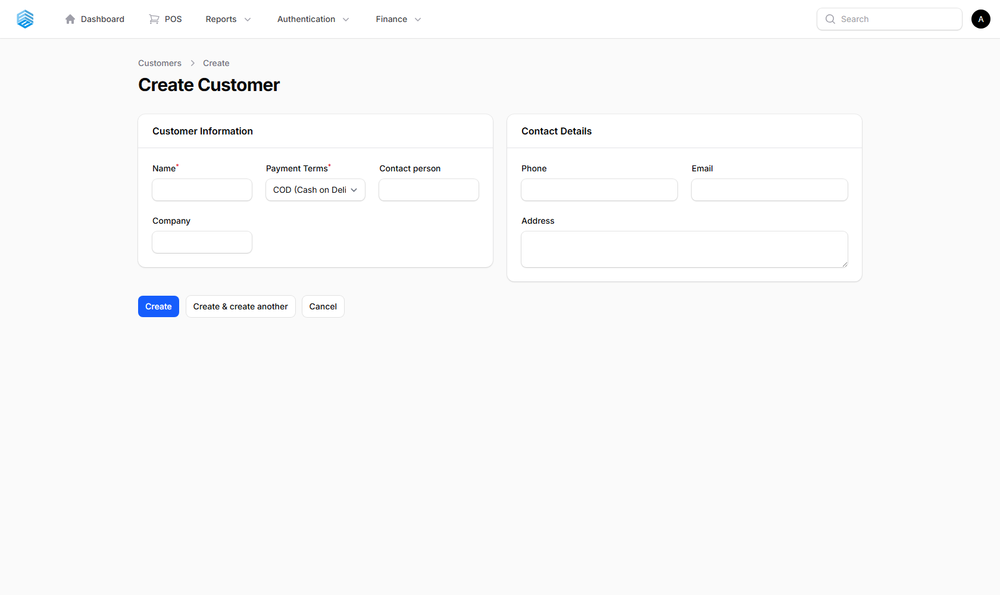 Dashboard POS Reports Authentication Finance Search A
Customers Create
Create Customer
Customer Information
Name* Payment Terms* Contact person
COD (Cash on Deli
Company
Contact Details
Phone Email
Address
Create Create & create another Cancel